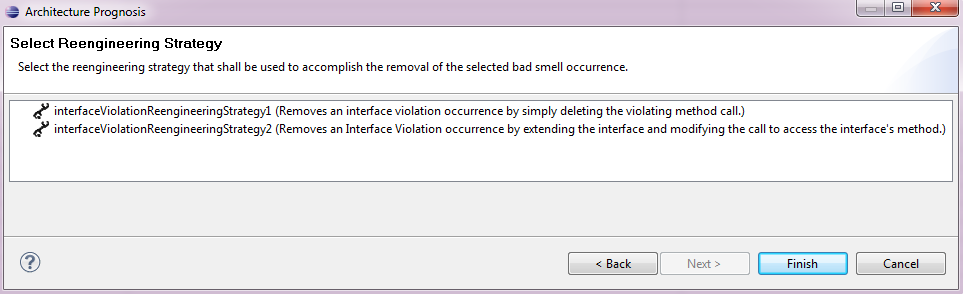 Architecture Prognosis
Select Reengineering Strategy
Select the reengineering strategy that shall be used to accomplish the removal of the selected bad smell occurrence.
interfaceViolationReengineeringStrategy1 (Removes an interface violation occurrence by simply deleting the violating method call.)
interfaceViolationReengineeringStrategy2 (Removes an Interface Violation occurrence by extending the interface and modifying the call to access the interface's method.)
? < Back Next > Finish Cancel